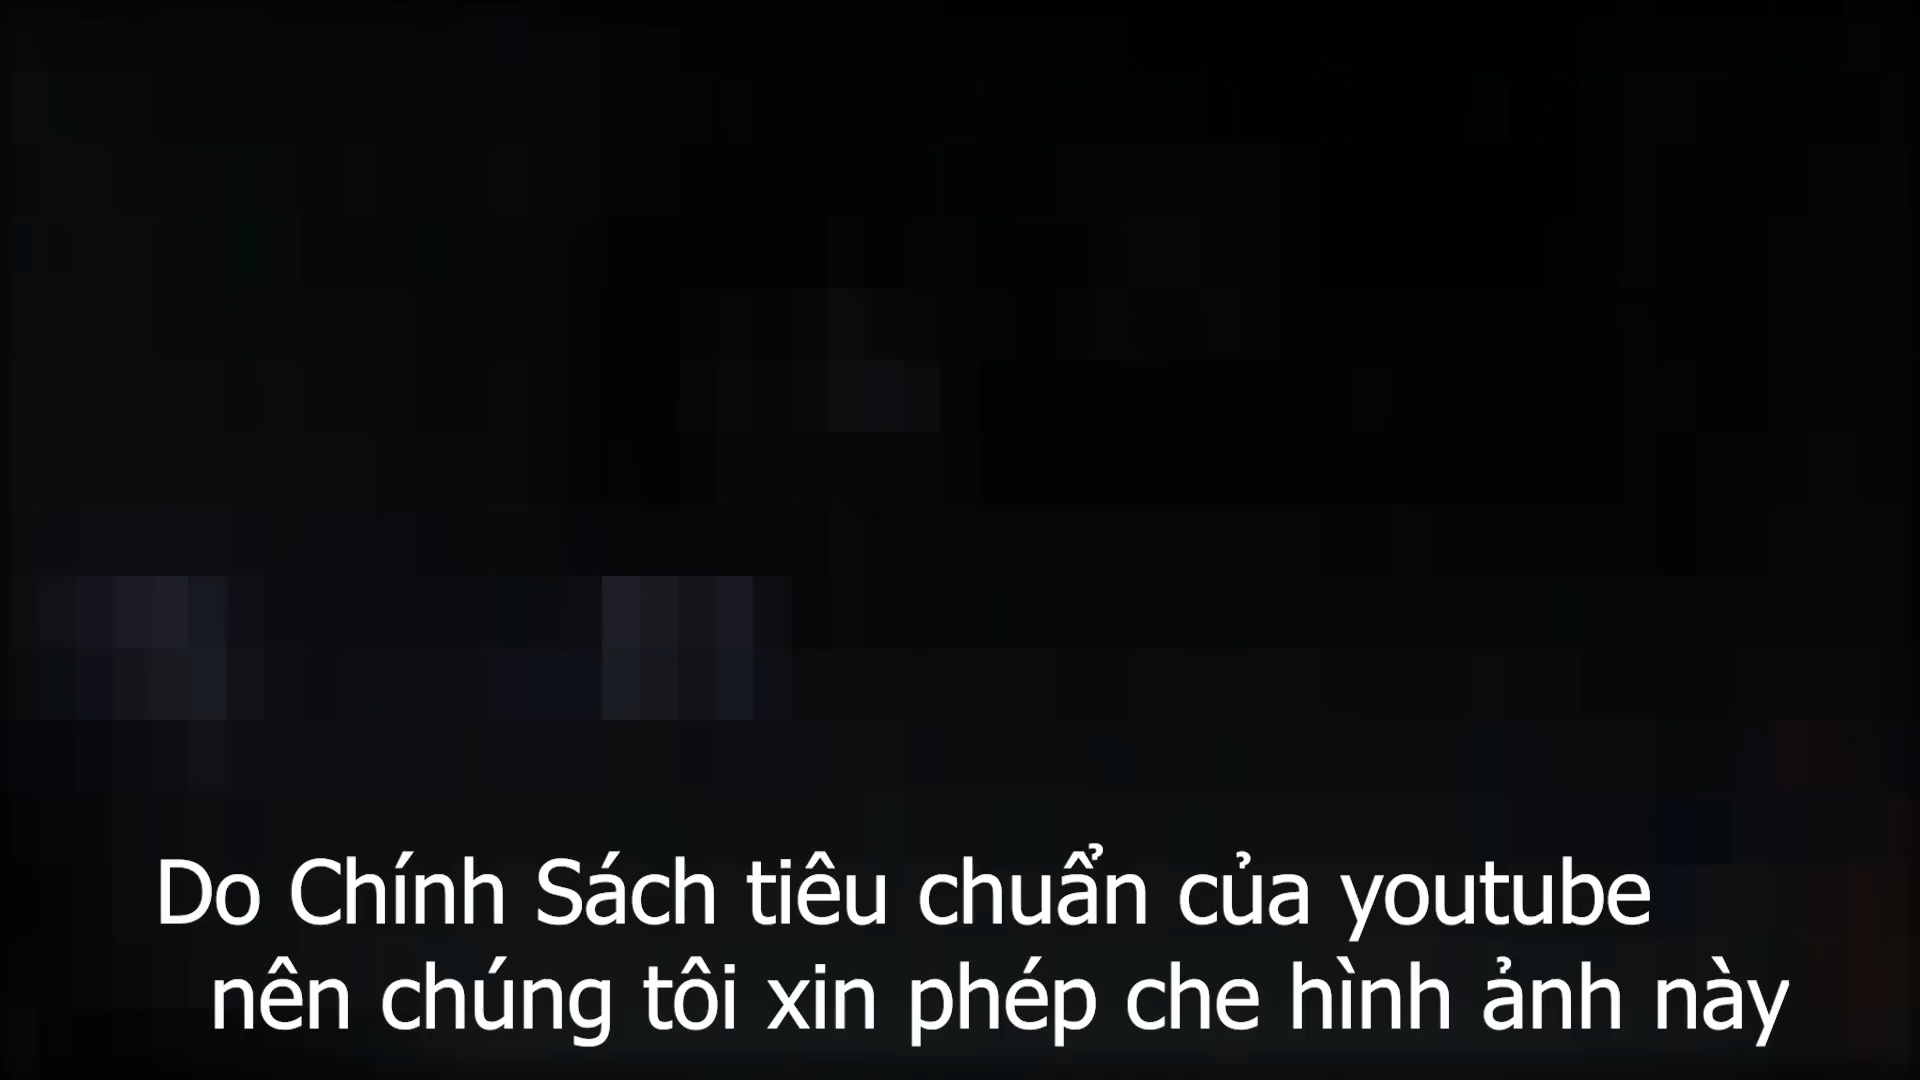 Do Chính Sách tiêu chuẩn của youtube
nên chúng tôi xin phép che hình ảnh này